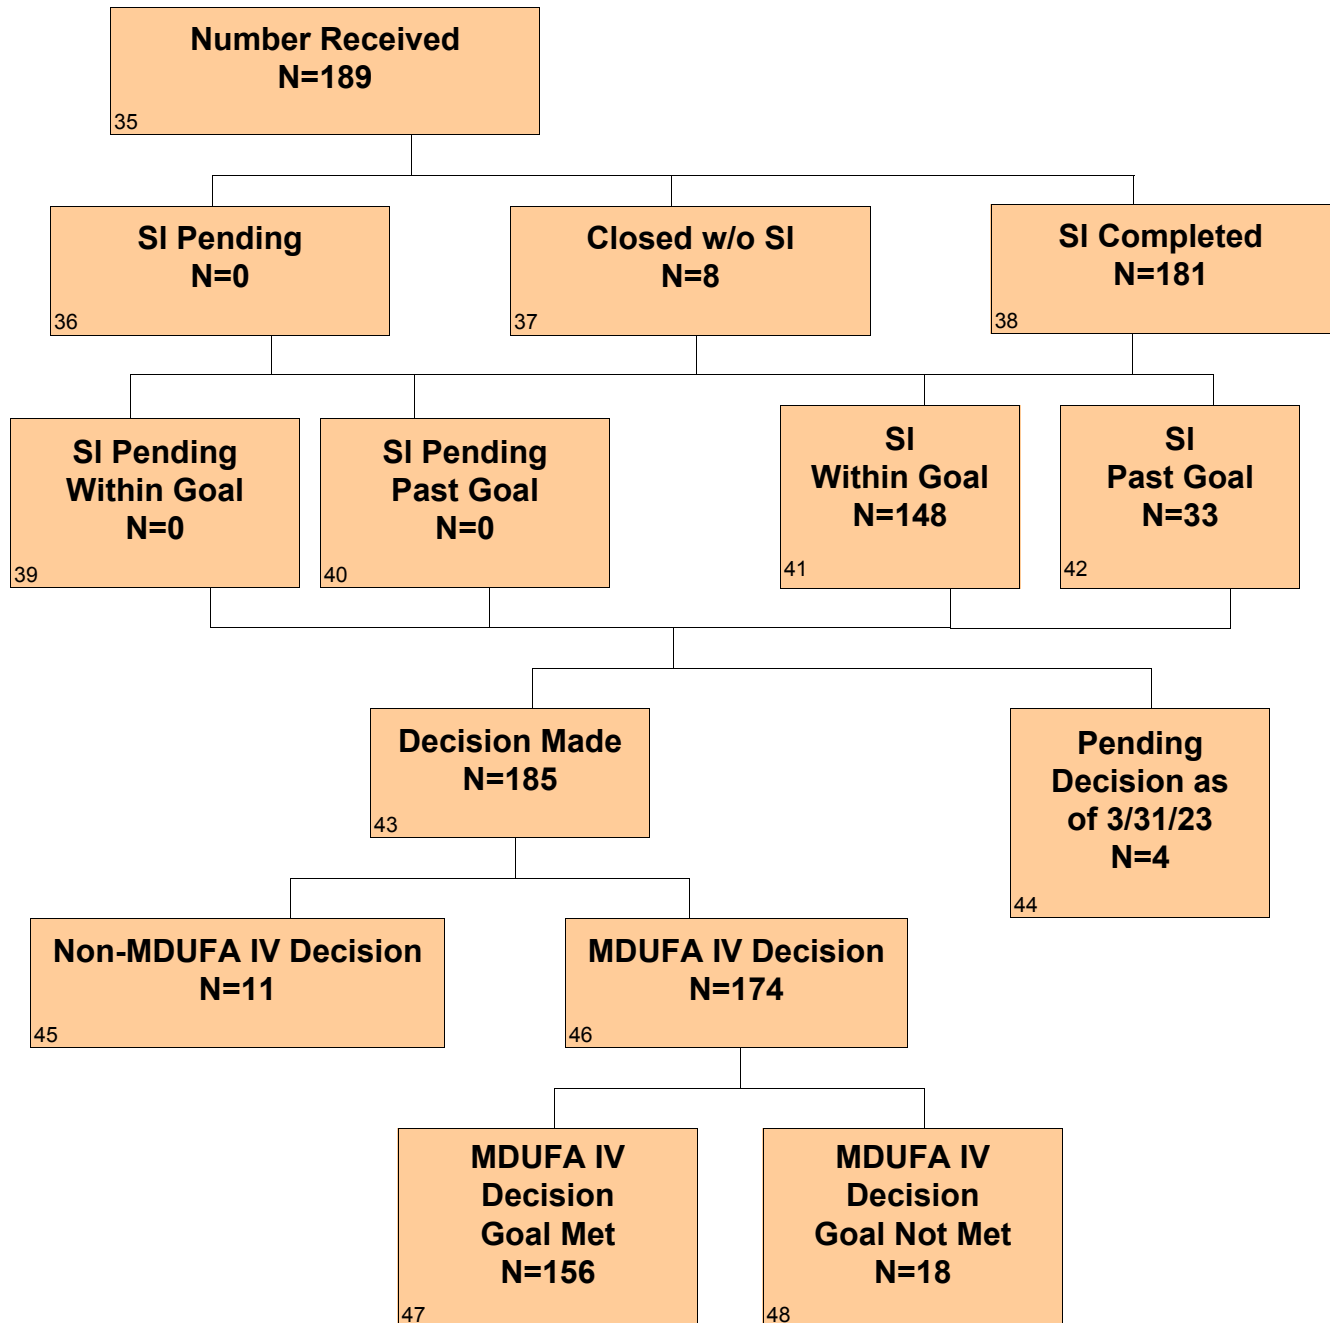 Number Received
N=189
35
SI Pending
N=0
36
Closed w/o SI
N=8
37
SI Completed
N=181
38
SI Pending
Within Goal
N=0
39
SI Pending
Past Goal
N=0
40
SI
Within Goal
N=148
41
SI
Past Goal
N=33
42
Decision Made
N=185
43
Pending
Decision as
of 3/31/23
N=4
44
Non-MDUFA IV Decision
N=11
45
MDUFA IV Decision
N=174
46
MDUFA IV
Decision
Goal Met
N=156
47
MDUFA IV
Decision
Goal Not Met
N=18
48